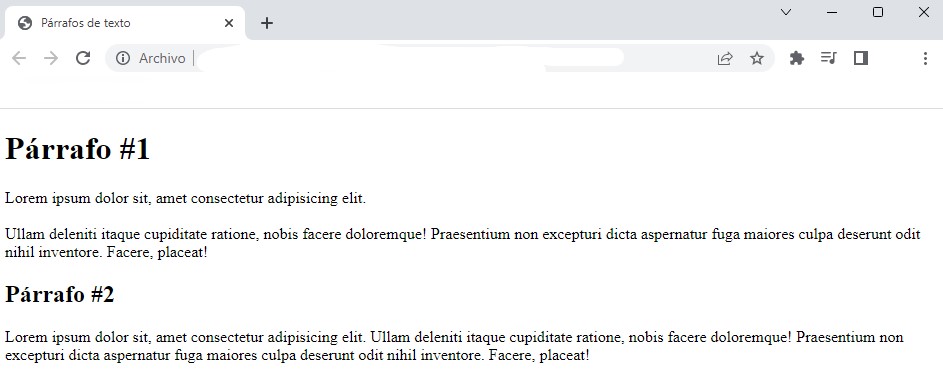 Párrafos de texto
Archivo
Párrafo #1
Lorem ipsum dolor sit, amet consectetur adipisicing elit.
Ullam deleniti itaque cupiditate ratione, nobis facere doloremque! Praesentium non excepturi dicta aspernatur fuga maiores culpa deserunt odit
nihil inventore. Facere, placeat!
Párrafo #2
Lorem ipsum dolor sit, amet consectetur adipisicing elit. Ullam deleniti itaque cupiditate ratione, nobis facere doloremque! Praesentium non
excepturi dicta aspernatur fuga maiores culpa deserunt odit nihil inventore. Facere, placeat!